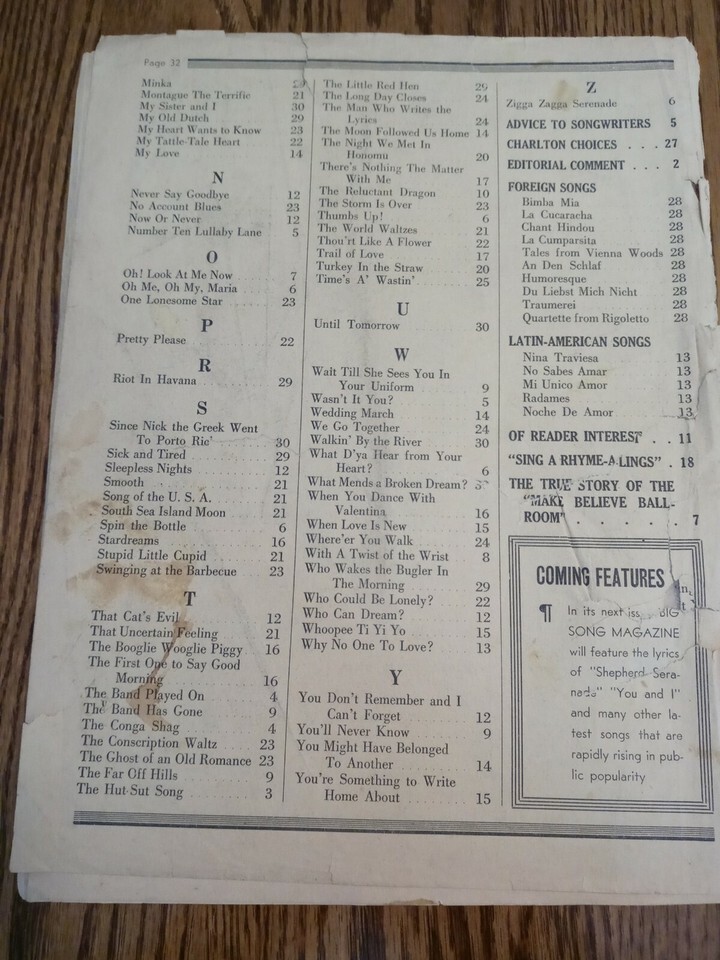 Page 32
Minka 29
Montague The Terrific 21
My Sister and I 30
My Old Dutch 29
My Heart Wants to Know 23
My Tattle-Tale Heart 22
My Love 14
N
Never Say Goodbye 12
No Account Blues 23
Now Or Never 12
Number Ten Lullaby Lane 5
O
Oh! Look At Me Now 7
Oh Me, Oh My, Maria 6
One Lonesome Star 23
P
Pretty Please 22
R
Riot In Havana 29
S
Since Nick the Greek Went
To Porto Ric' 30
Sick and Tired 29
Sleepless Nights 12
Smooth 21
Song of the U. S. A. 21
South Sea Island Moon 21
Spin the Bottle 6
Stardreams 16
Stupid Little Cupid 21
Swinging at the Barbecue 23
T
That Cat's Evil 12
That Uncertain Feeling 21
The Booglie Wooglie Piggy 16
The First One to Say Good
Morning 16
The Band Played On 4
The Band Has Gone 9
The Conga Shag 4
The Conscription Waltz 23
The Ghost of an Old Romance 23
The Far Off Hills 9
The Hut-Sut Song 3
The Little Red Hen 29
The Long Day Closes 24
The Man Who Writes the
Lyrics 24
The Moon Followed Us Home 14
The Night We Met In
Honomu 20
There's Nothing The Matter
With Me 17
The Reluctant Dragon 10
The Storm Is Over 23
Thumbs Up! 6
The World Waltzes 21
Thou'rt Like A Flower 22
Trail of Love 17
Turkey In the Straw 20
Time's A' Wastin' 25
U
Until Tomorrow 30
W
Wait Till She Sees You In
Your Uniform 9
Wasn't It You? 5
Wedding March 14
We Go Together 24
Walkin' By the River 30
What D'ya Hear from Your
Heart? 6
What Mends a Broken Dream?
When You Dance With
Valentina 16
When Love Is New 15
Where'er You Walk 24
With A Twist of the Wrist 8
Who Wakes the Bugler In
The Morning 29
Who Could Be Lonely? 22
Who Can Dream? 12
Whoopee Ti Yi Yo 15
Why No One To Love? 13
Y
You Don't Remember and I
Can't Forget 12
You'll Never Know 9
You Might Have Belonged
To Another 14
You're Something to Write
Home About 15
Z
Zigga Zagga Serenade 6
ADVICE TO SONGWRITERS 5
CHARLTON CHOICES . . . 27
EDITORIAL COMMENT . . . 2
FOREIGN SONGS
Bimba Mia 28
La Cucaracha 28
Chant Hindou 28
La Cumparsita 28
Tales from Vienna Woods 28
An Den Schlaf 28
Humoresque 28
Du Liebst Mich Nicht 28
Traumerei 28
Quartette from Rigoletto 28
LATIN-AMERICAN SONGS
Nina Traviesa 13
No Sabes Amar 13
Mi Unico Amor 13
Radames 13
Noche De Amor 13
OF READER INTEREST . . 11
"SING A RHYME-A-LINGS" . 18
THE TRUE STORY OF THE
"MAKE BELIEVE BALL-
ROOM" . . . . . . 7
COMING FEATURES
¶ In its next BIG
SONG MAGAZINE
will feature the lyrics
of "Shepherd Sera-
nade" "You and I"
and many other la-
test songs that are
rapidly rising in pub-
lic popularity